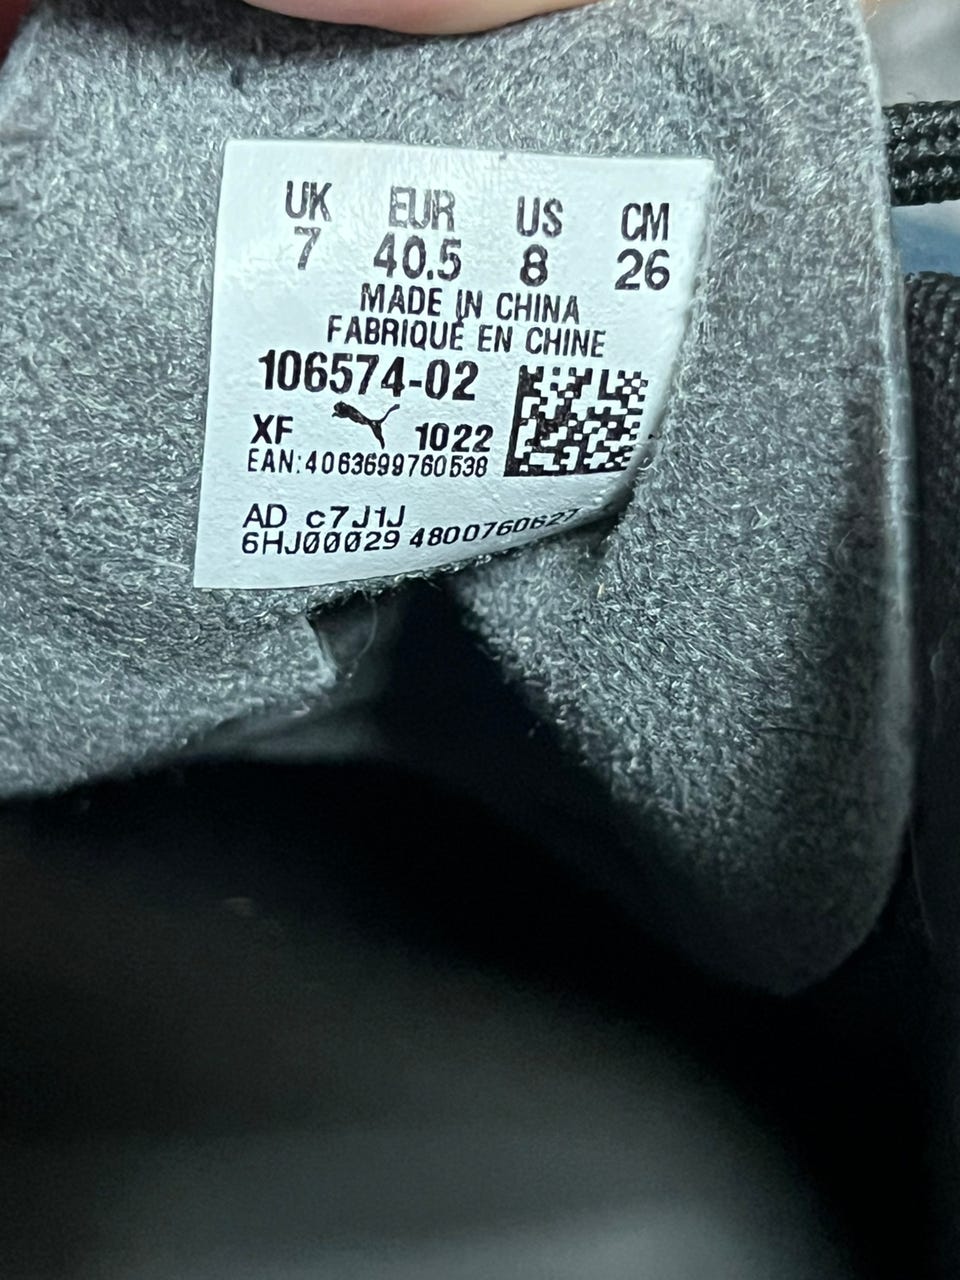 UK EUR US CM
7 40.5 8 26
MADE IN CHINA
FABRIQUÉ EN CHINE
106574-02
XF 1022
EAN:4063699760538
AD c7J1J
6HJ00029 4800760627